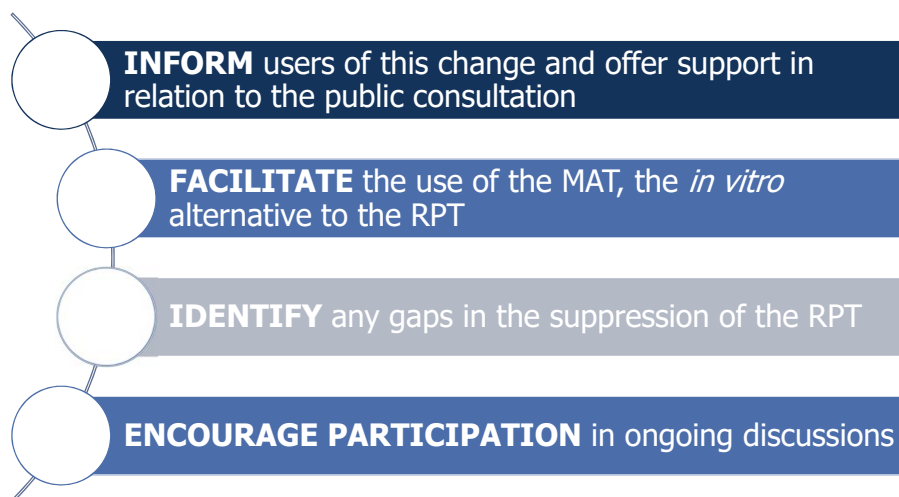 INFORM users of this change and offer support in
relation to the public consultation
FACILITATE the use of the MAT, the in vitro
alternative to the RPT
IDENTIFY any gaps in the suppression of the RPT
ENCOURAGE PARTICIPATION in ongoing discussions